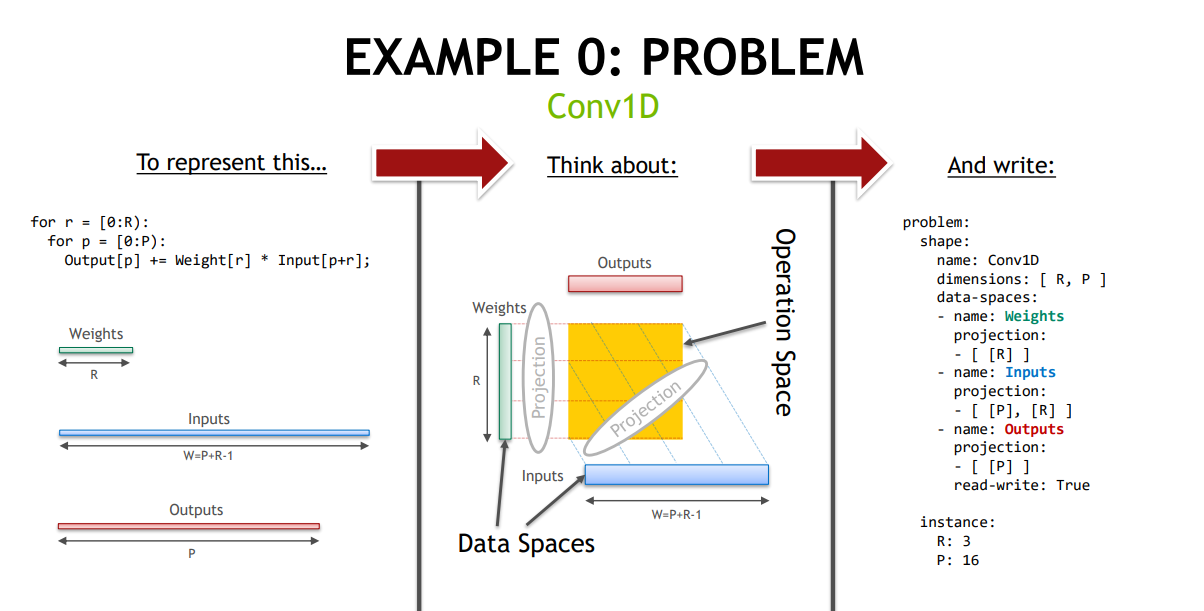 EXAMPLE 0: PROBLEM
Conv1D
To represent this…
for r = [0:R):
  for p = [0:P):
    Output[p] += Weight[r] * Input[p+r];
Weights
R
Inputs
W=P+R-1
Outputs
P
Think about:
Outputs
Weights
R
Projection
Projection
Operation Space
Inputs
W=P+R-1
Data Spaces
And write:
problem:
  shape:
    name: Conv1D
    dimensions: [ R, P ]
    data-spaces:
    - name: Weights
      projection:
      - [ [R] ]
    - name: Inputs
      projection:
      - [ [P], [R] ]
    - name: Outputs
      projection:
      - [ [P] ]
      read-write: True
  instance:
    R: 3
    P: 16